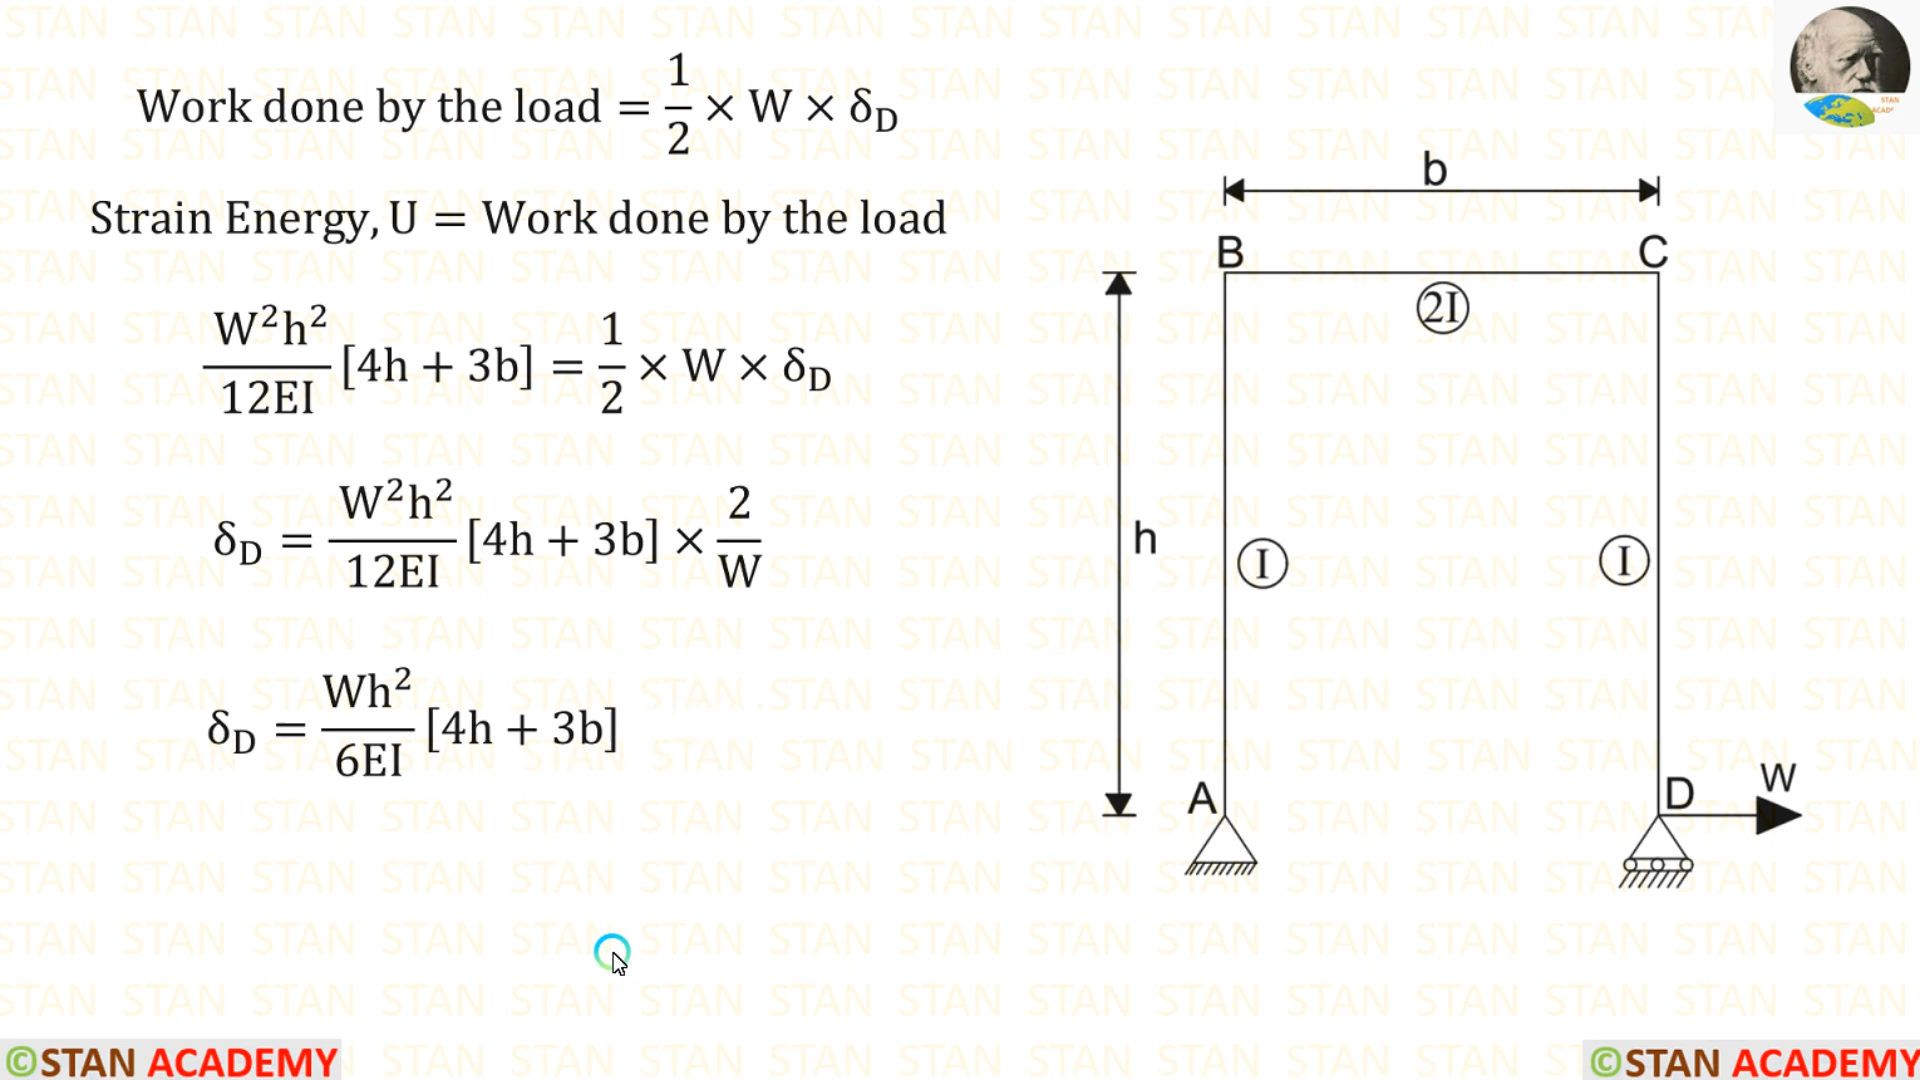 Work done by the load = 1/2 × W × δ_D
Strain Energy, U = Work done by the load
W²h²/12EI [4h + 3b] = 1/2 × W × δ_D
δ_D = W²h²/12EI [4h + 3b] × 2/W
δ_D = Wh²/6EI [4h + 3b]
b
B
C
2I
h
I
I
A
D
W
STAN
ACADE
©STAN ACADEMY
©STAN ACADEMY